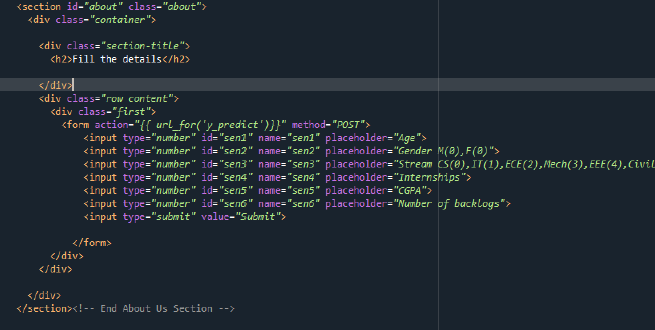 <section id="about" class="about">
<div class="container">
<div class="section-title">
<h2>Fill the details</h2>
</div>
<div class="row content">
<div class="first">
<form action="{{ url_for('y_predict')}}" method="POST">
<input type="number" id="sen1" name="sen1" placeholder="Age">
<input type="number" id="sen2" name="sen2" placeholder="Gender M(0),F(0)">
<input type="number" id="sen3" name="sen3" placeholder="Stream CS(0),IT(1),ECE(2),Mech(3),EEE(4),Civil
<input type="number" id="sen4" name="sen4" placeholder="Internships">
<input type="number" id="sen5" name="sen5" placeholder="CGPA">
<input type="number" id="sen6" name="sen6" placeholder="Number of backlogs">
<input type="submit" value="Submit">
</form>
</div>
</div>
</div>
</section><!-- End About Us Section -->